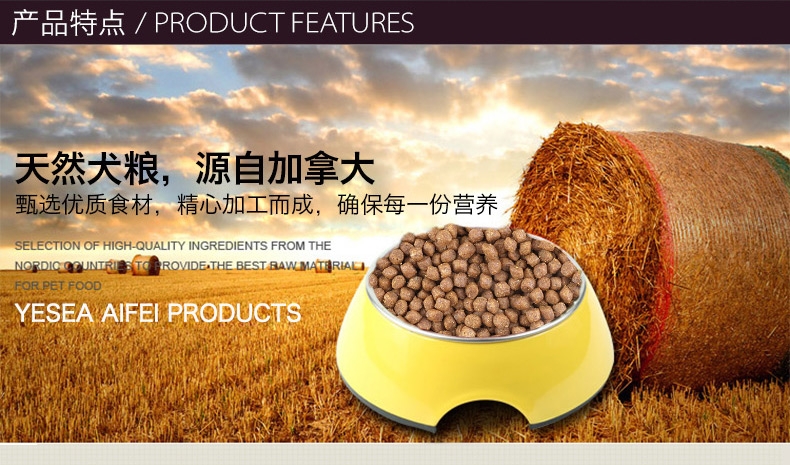 产品特点 / PRODUCT FEATURES
天然犬粮，源自加拿大
甄选优质食材，精心加工而成，确保每一份营养
SELECTION OF HIGH-QUALITY INGREDIENTS FROM THE
NORDIC COUNTRIES TO PROVIDE THE BEST RAW MATERIAL
FOR PET FOOD
YESEA AIFEI PRODUCTS